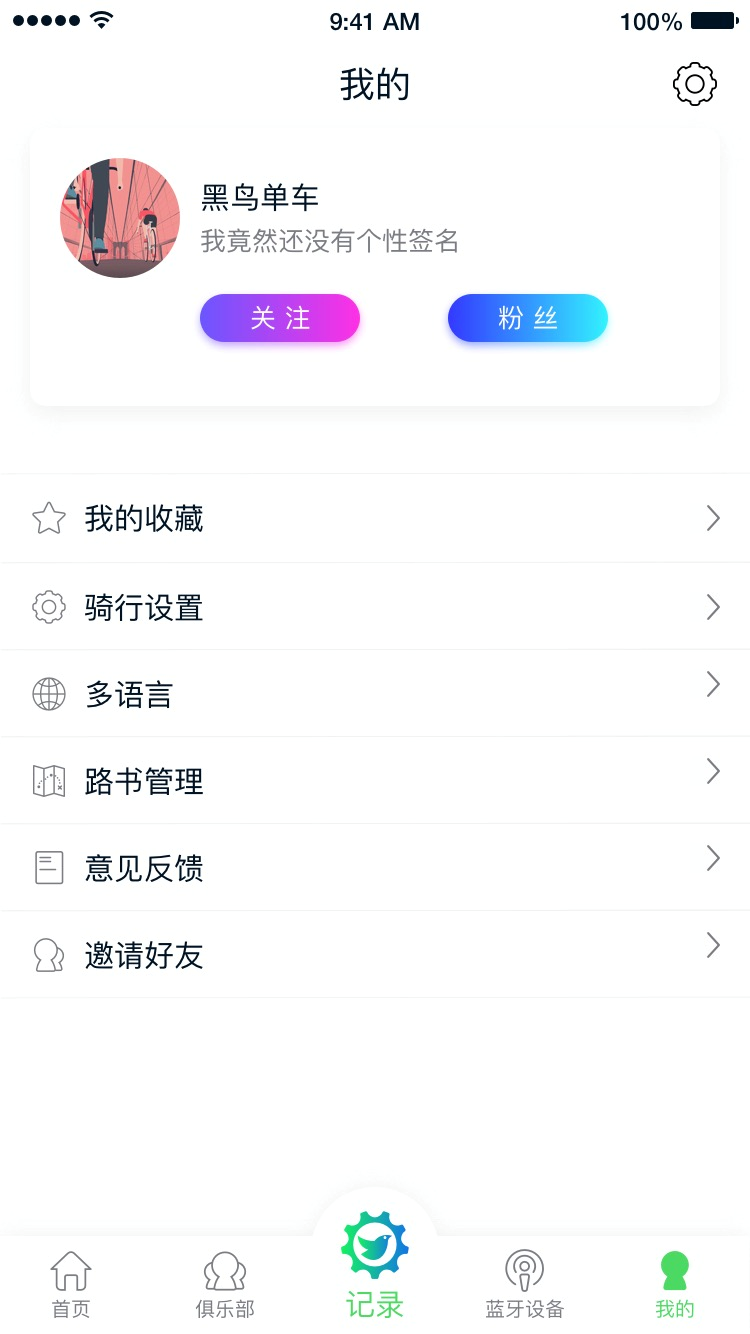 9:41 AM 100%
我的
黑鸟单车
我竟然还没有个性签名
关注 粉丝
我的收藏
骑行设置
多语言
路书管理
意见反馈
邀请好友
首页 俱乐部 记录 蓝牙设备 我的